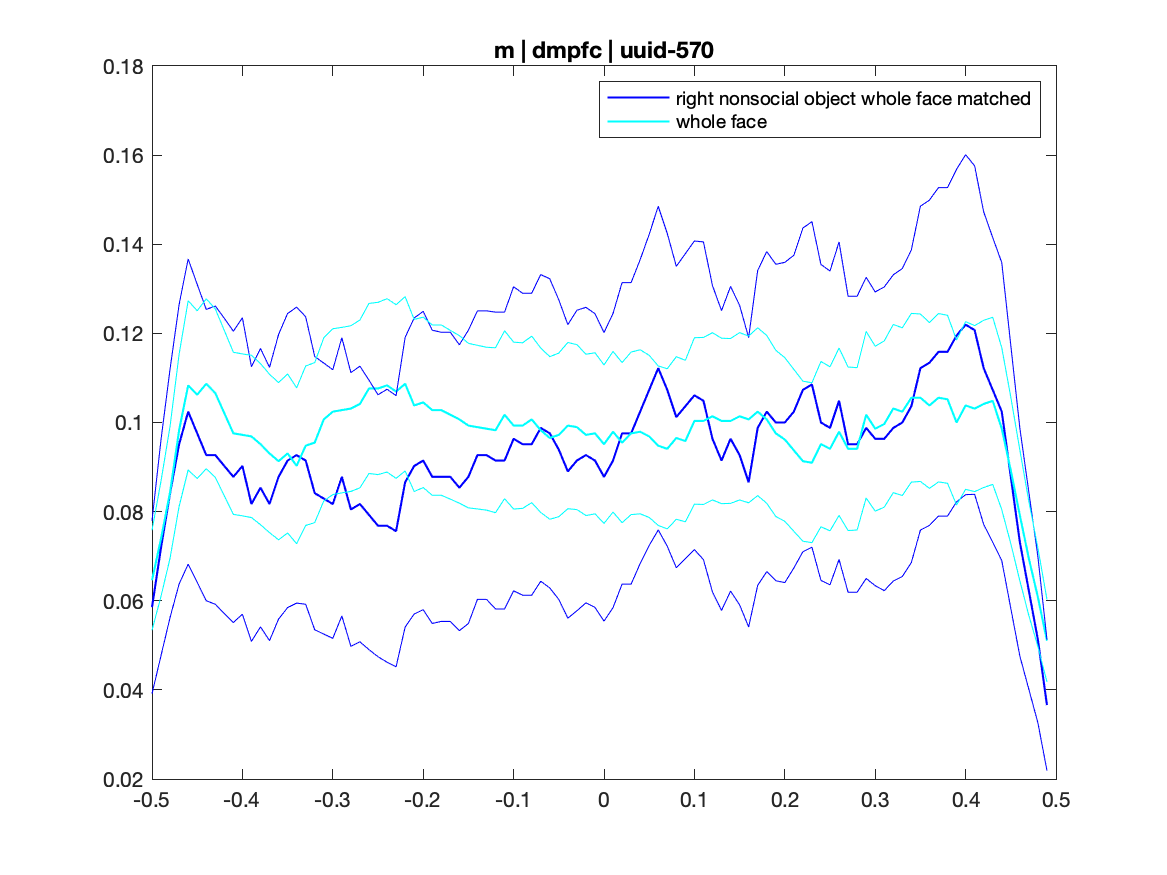 m | dmpfc | uuid-570
right nonsocial object whole face matched
whole face
0.18
0.16
0.14
0.12
0.1
0.08
0.06
0.04
0.02
-0.5 -0.4 -0.3 -0.2 -0.1 0 0.1 0.2 0.3 0.4 0.5